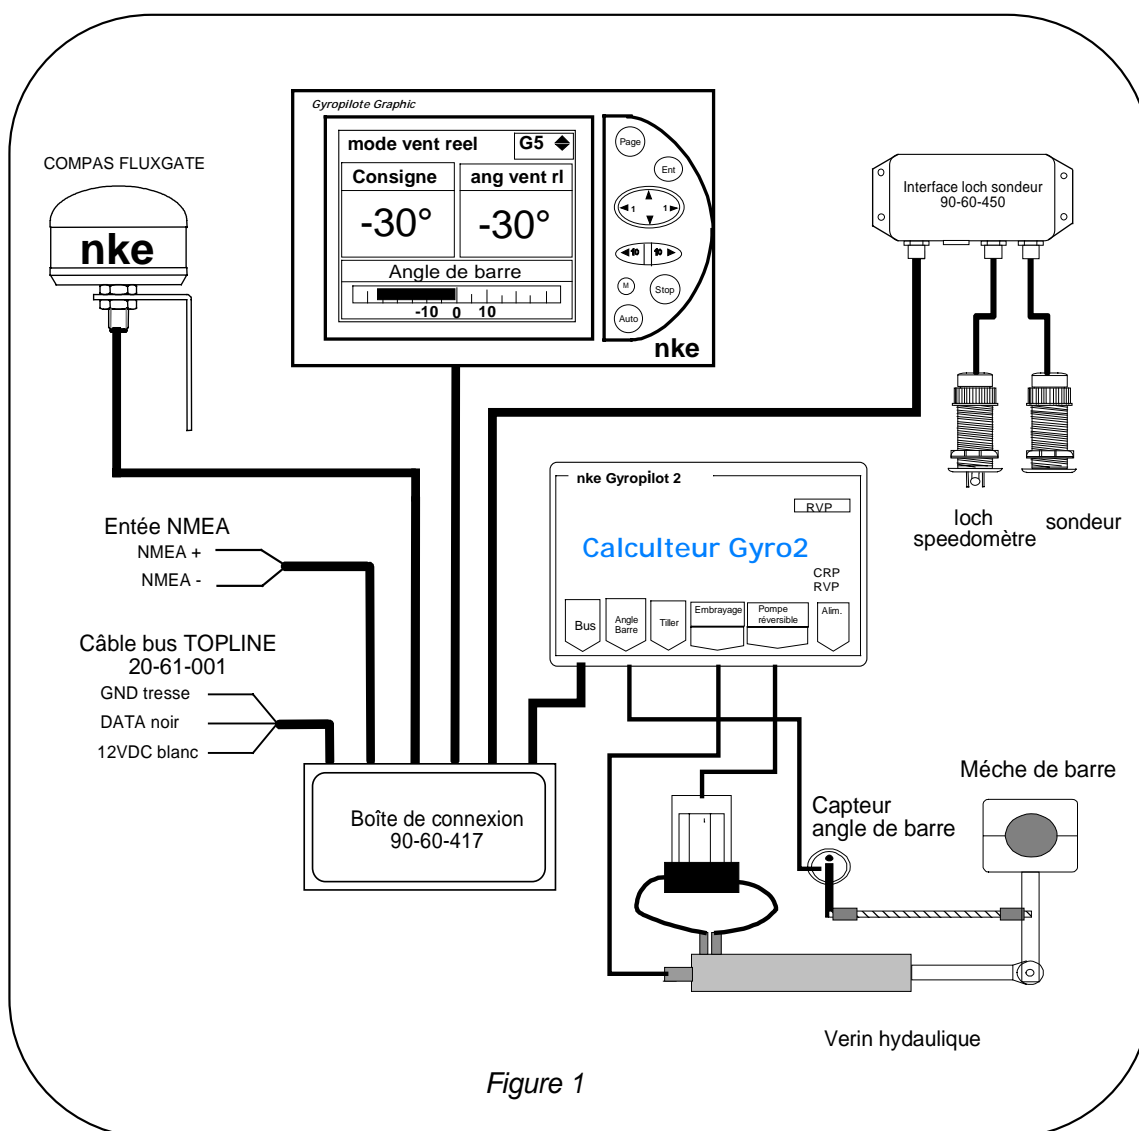 Gyropilote Graphic
mode vent reel
G5
Consigne
ang vent rl
-30°
-30°
Angle de barre
-10 0 10
Page
Ent
1 1
10 10
M
Stop
Auto
nke
COMPAS FLUXGATE
nke
Interface loch sondeur
90-60-450
loch
speedomètre
sondeur
nke Gyropilot 2
RVP
Calculteur Gyro2
CRP
RVP
Bus
Angle
Barre
Tiller
Embrayage
Pompe
réversible
Alim.
Entée NMEA
NMEA +
NMEA -
Câble bus TOPLINE
20-61-001
GND tresse
DATA noir
12VDC blanc
Boîte de connexion
90-60-417
Capteur
angle de barre
Méche de barre
Verin hydaulique
Figure 1